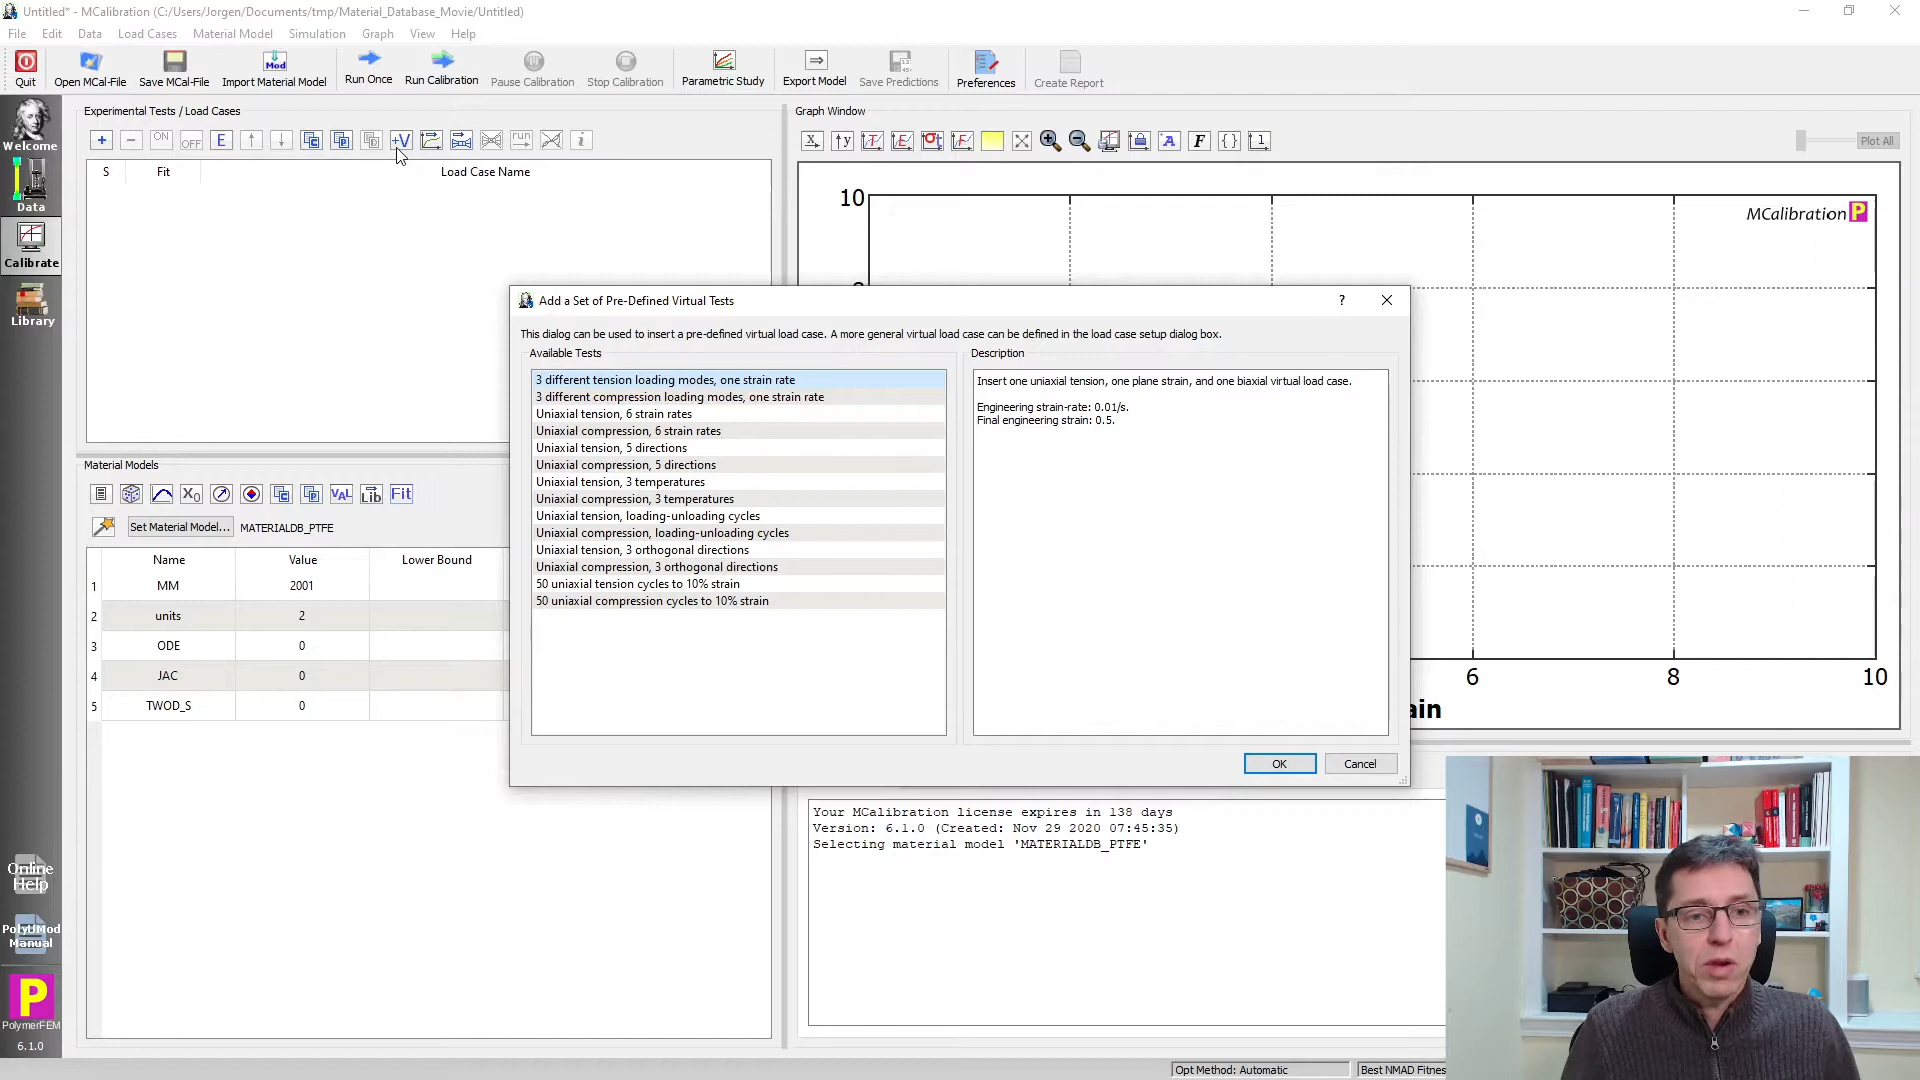 Untitled* - MCalibration (C:/Users/Jorgen/Documents/tmp/Material_Database_Movie/Untitled)
File Edit Data Load Cases Material Model Simulation Graph View Help
Quit Open MCal-File Save MCal-File Import Material Model Run Once Run Calibration Pause Calibration Stop Calibration Parametric Study Export Model Save Predictions Preferences Create Report
Mod
Welcome
Data
Calibrate
Library
Online
Help
PolyUMod
Manual
P
PolymerFEM
6.1.0
Experimental Tests / Load Cases
ON OFF E +V run i
S Fit Load Case Name
Graph Window
Plot All
10
MCalibration P
6 8 10
ain
Material Models
X0 VAL Lib Fit
Set Material Model... MATERIALDB_PTFE
Name Value Lower Bound
1 MM 2001
2 units 2
3 ODE 0
4 JAC 0
5 TWOD_S 0
Add a Set of Pre-Defined Virtual Tests
This dialog can be used to insert a pre-defined virtual load case. A more general virtual load case can be defined in the load case setup dialog box.
Available Tests
3 different tension loading modes, one strain rate
3 different compression loading modes, one strain rate
Uniaxial tension, 6 strain rates
Uniaxial compression, 6 strain rates
Uniaxial tension, 5 directions
Uniaxial compression, 5 directions
Uniaxial tension, 3 temperatures
Uniaxial compression, 3 temperatures
Uniaxial tension, loading-unloading cycles
Uniaxial compression, loading-unloading cycles
Uniaxial tension, 3 orthogonal directions
Uniaxial compression, 3 orthogonal directions
50 uniaxial tension cycles to 10% strain
50 uniaxial compression cycles to 10% strain
Description
Insert one uniaxial tension, one plane strain, and one biaxial virtual load case.
Engineering strain-rate: 0.01/s.
Final engineering strain: 0.5.
OK Cancel
Your MCalibration license expires in 138 days
Version: 6.1.0 (Created: Nov 29 2020 07:45:35)
Selecting material model 'MATERIALDB_PTFE'
Opt Method: Automatic Best NMAD Fitnes